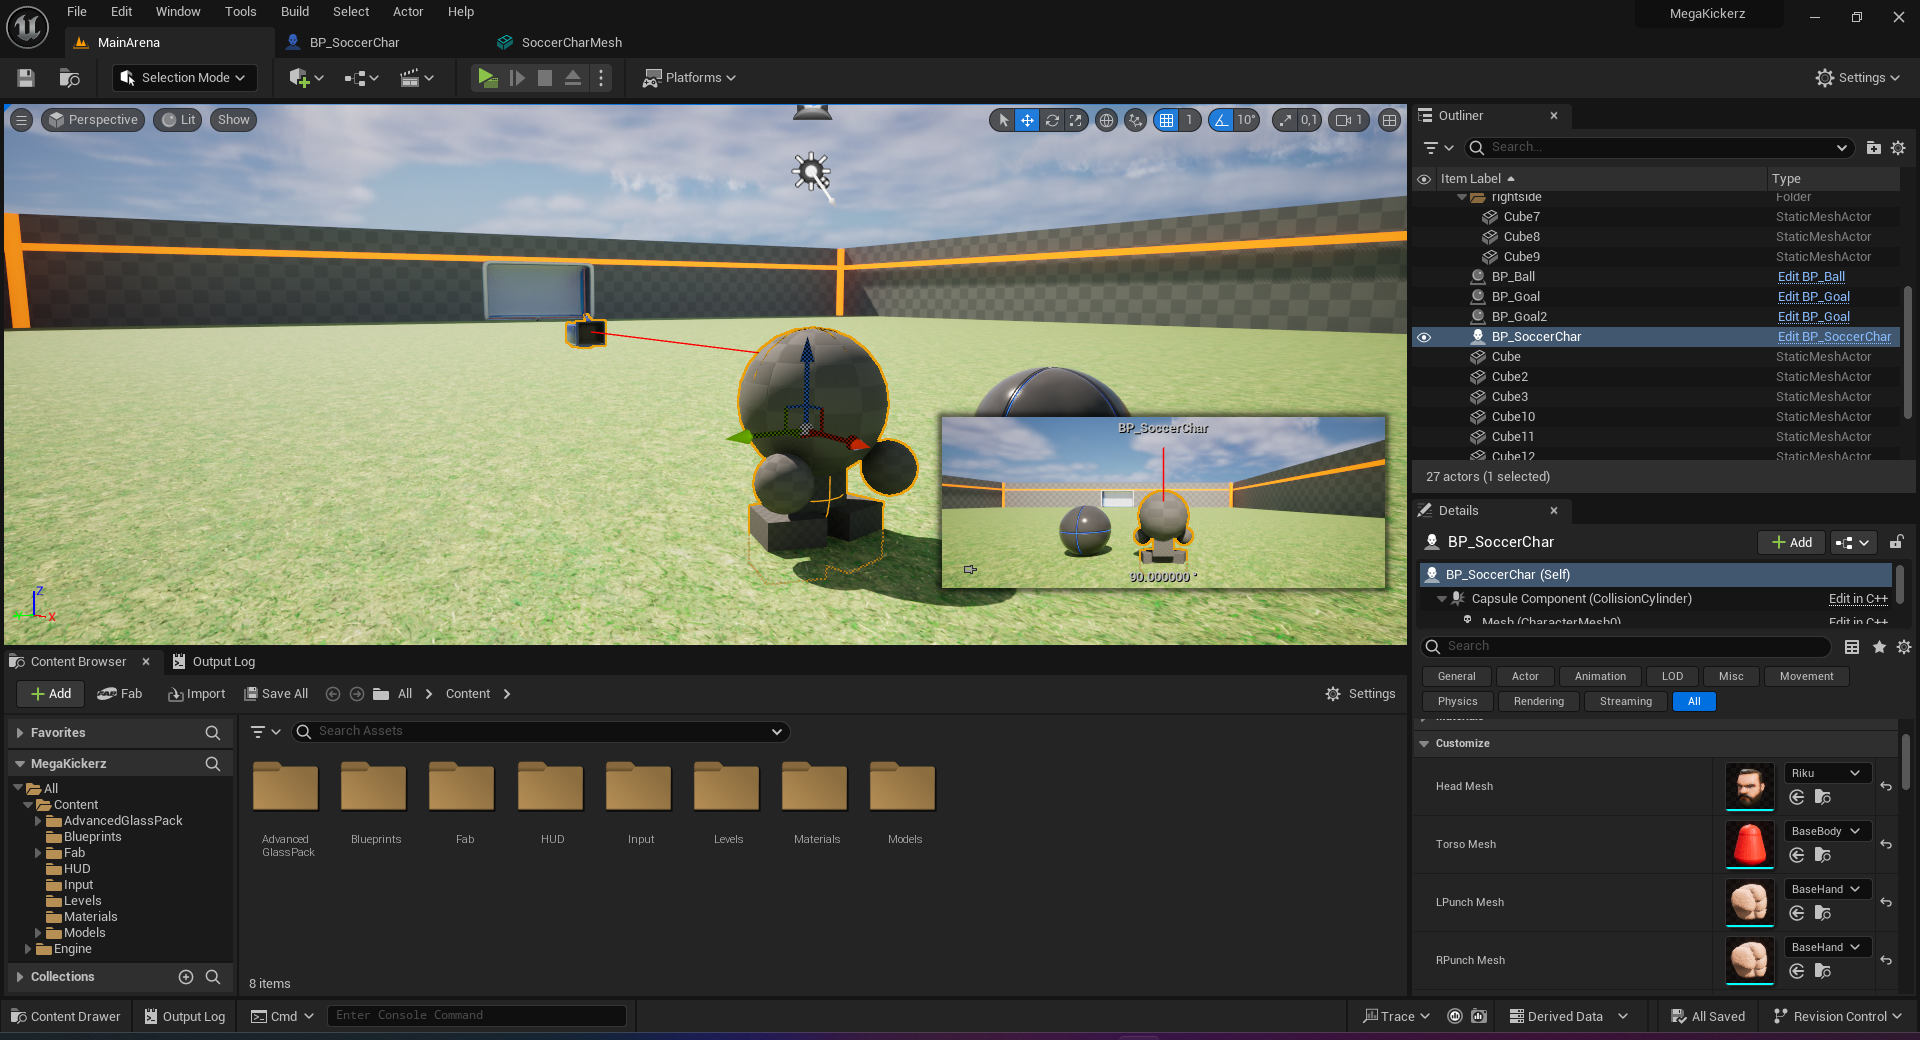 File Edit Window Tools Build Select Actor Help
MegaKickerz
MainArena
BP_SoccerChar
SoccerCharMesh
Selection Mode
Platforms
Settings
Perspective
Lit
Show
1
10°
0,1
1
BP_SoccerChar
90.000000 °
Z
X
Outliner
Search...
Item Label
Type
rightside Folder
Cube7 StaticMeshActor
Cube8 StaticMeshActor
Cube9 StaticMeshActor
BP_Ball Edit BP_Ball
BP_Goal Edit BP_Goal
BP_Goal2 Edit BP_Goal
BP_SoccerChar Edit BP_SoccerChar
Cube StaticMeshActor
Cube2 StaticMeshActor
Cube3 StaticMeshActor
Cube10 StaticMeshActor
Cube11 StaticMeshActor
Cube12 StaticMeshActor
27 actors (1 selected)
Details
BP_SoccerChar
Add
BP_SoccerChar (Self)
Capsule Component (CollisionCylinder) Edit in C++
Mesh (CharacterMesh0) Edit in C++
Search
General Actor Animation LOD Misc Movement
Physics Rendering Streaming All
Materials
Customize
Head Mesh
Riku
Torso Mesh
BaseBody
LPunch Mesh
BaseHand
RPunch Mesh
BaseHand
Content Browser
Output Log
Add
Fab
Import
Save All
All
Content
Settings
Favorites
MegaKickerz
All
Content
AdvancedGlassPack
Blueprints
Fab
HUD
Input
Levels
Materials
Models
Engine
Collections
Search Assets
Advanced
GlassPack
Blueprints
Fab
HUD
Input
Levels
Materials
Models
8 items
Content Drawer
Output Log
Cmd
Enter Console Command
Trace
Derived Data
All Saved
Revision Control